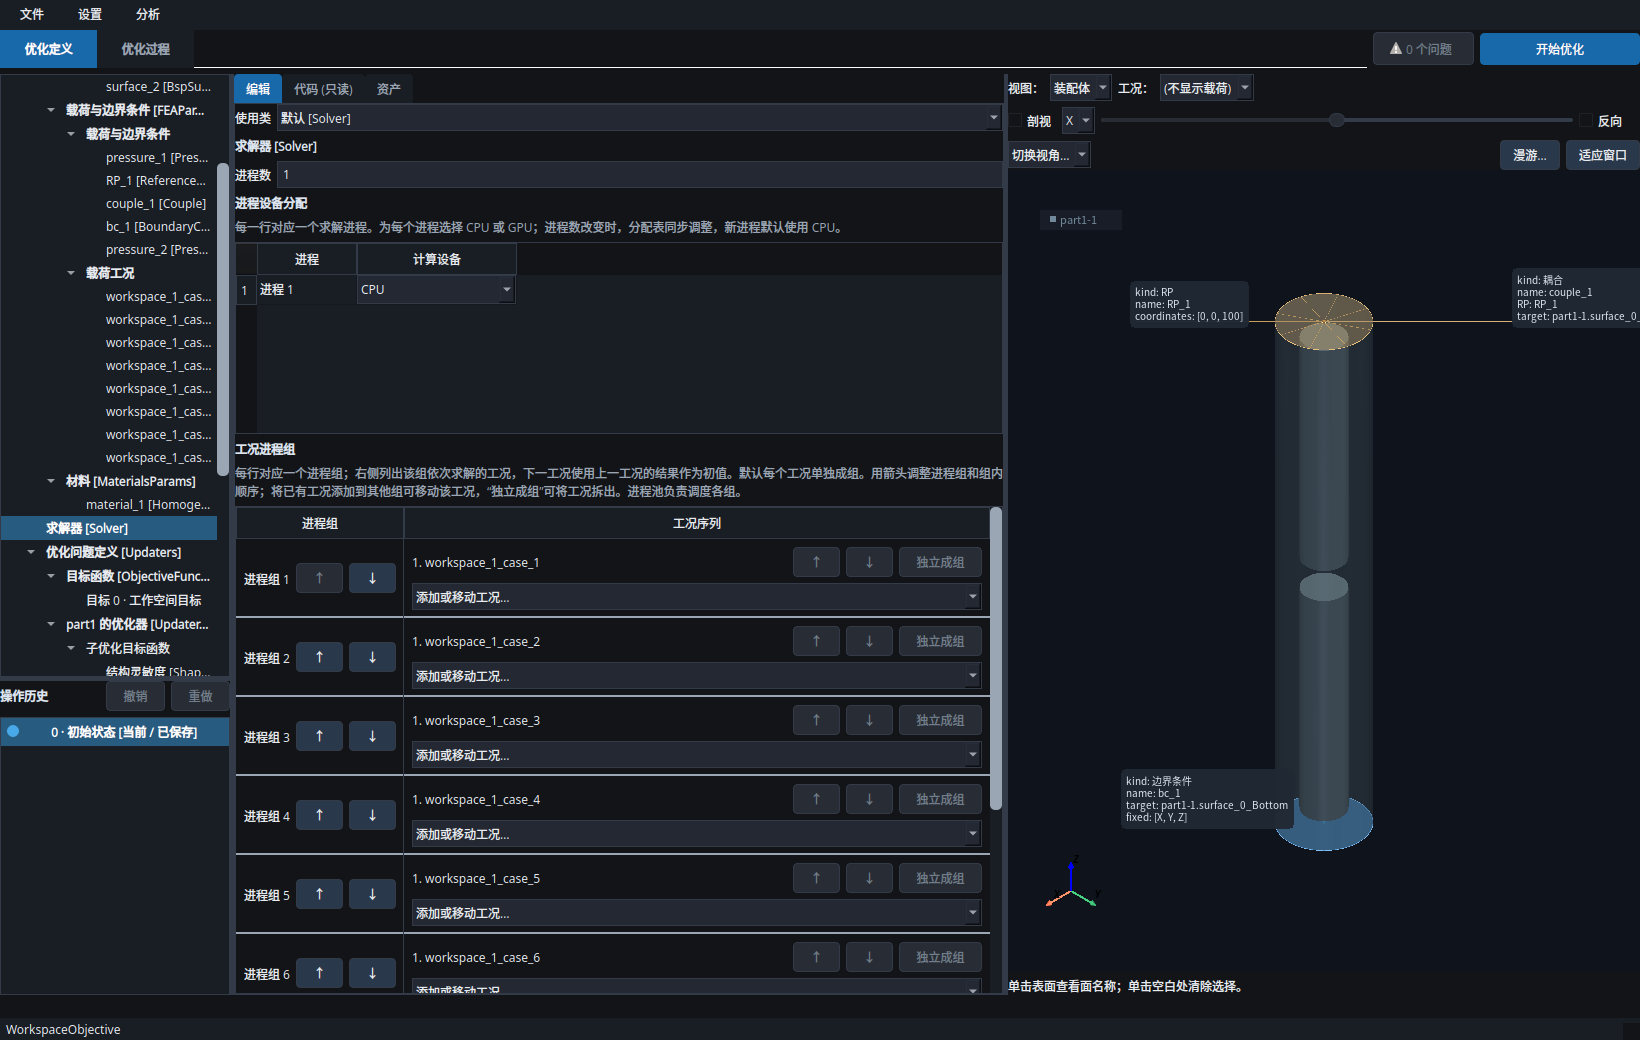 文件 设置 分析
优化定义 优化过程 0 个问题 开始优化
surface_2 [BspSu...
载荷与边界条件 [FEAPar...
载荷与边界条件
pressure_1 [Pres...
RP_1 [Reference...
couple_1 [Couple]
bc_1 [BoundaryC...
pressure_2 [Pres...
载荷工况
workspace_1_cas...
workspace_1_cas...
workspace_1_cas...
workspace_1_cas...
workspace_1_cas...
workspace_1_cas...
workspace_1_cas...
workspace_1_cas...
材料 [MaterialsParams]
material_1 [Homoge...
求解器 [Solver]
优化问题定义 [Updaters]
目标函数 [ObjectiveFunc...
目标 0 · 工作空间目标
part1 的优化器 [Updater...
子优化目标函数
结构灵敏度 [Shap...
操作历史 撤销 重做
0 · 初始状态 [当前 / 已保存]
编辑 代码 (只读) 资产
使用类 默认 [Solver]
求解器 [Solver]
进程数 1
进程设备分配
每一行对应一个求解进程。为每个进程选择 CPU 或 GPU；进程数改变时，分配表同步调整，新进程默认使用 CPU。
进程 计算设备
1 进程 1 CPU
工况进程组
每行对应一个进程组；右侧列出该组依次求解的工况，下一工况使用上一工况的结果作为初值。默认每个工况单独成组。用箭头调整进程组和组内
顺序；将已有工况添加到其他组可移动该工况，“独立成组”可将工况拆出。进程池负责调度各组。
进程组 工况序列
进程组 1 ↑ ↓ 1. workspace_1_case_1 ↑ ↓ 独立成组
添加或移动工况...
进程组 2 ↑ ↓ 1. workspace_1_case_2 ↑ ↓ 独立成组
添加或移动工况...
进程组 3 ↑ ↓ 1. workspace_1_case_3 ↑ ↓ 独立成组
添加或移动工况...
进程组 4 ↑ ↓ 1. workspace_1_case_4 ↑ ↓ 独立成组
添加或移动工况...
进程组 5 ↑ ↓ 1. workspace_1_case_5 ↑ ↓ 独立成组
添加或移动工况...
进程组 6 ↑ ↓ 1. workspace_1_case_6 ↑ ↓ 独立成组
添加或移动工况...
视图： 装配体 工况： (不显示载荷)
剖视 X 反向
切换视角... 漫游... 适应窗口
part1-1
kind: RP
name: RP_1
coordinates: [0, 0, 100]
kind: 耦合
name: couple_1
RP: RP_1
target: part1-1.surface_0_
kind: 边界条件
name: bc_1
target: part1-1.surface_0_Bottom
fixed: [X, Y, Z]
Z
Y
单击表面查看面名称；单击空白处清除选择。
WorkspaceObjective